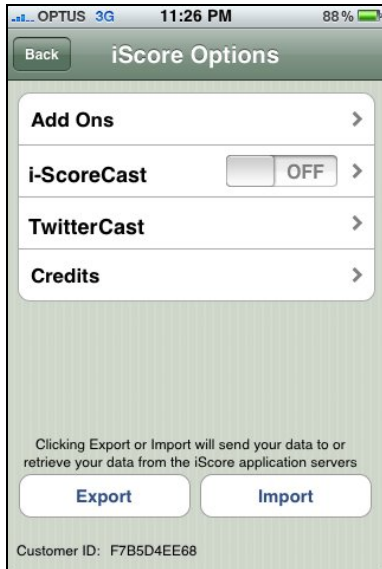 OPTUS 3G 11:26 PM 88%
Back iScore Options
Add Ons
i-ScoreCast OFF
TwitterCast
Credits
Clicking Export or Import will send your data to or
retrieve your data from the iScore application servers
Export Import
Customer ID: F7B5D4EE68